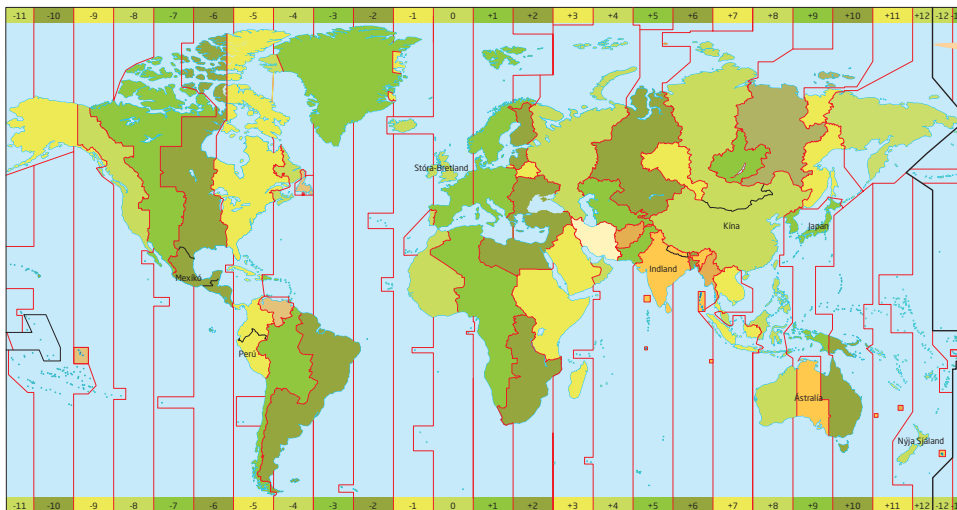 -11 -10 -9 -8 -7 -6 -5 -4 -3 -2 -1 0 +1 +2 +3 +4 +5 +6 +7 +8 +9 +10 +11 +12 -12
Stóra-Bretland
Kína
Japan
Indland
Mexíkó
Perú
Ástralía
Nýja Sjáland
-11 -10 -9 -8 -7 -6 -5 -4 -3 -2 -1 0 +1 +2 +3 +4 +5 +6 +7 +8 +9 +10 +11 +12 -12